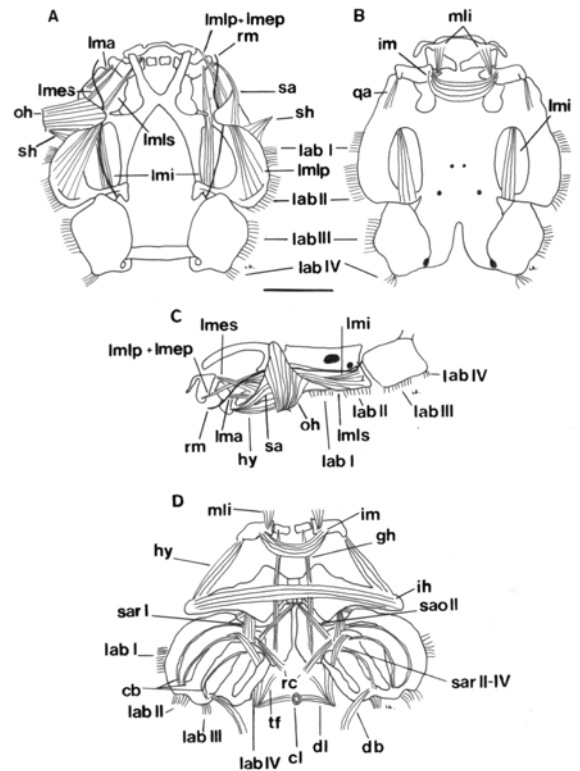 A
lmlp+lmep
rm
lma
lmes
oh
sh
lmls
lmi
sa
sh
lab I
lmlp
lab II
lab III
lab IV
B
mli
im
qa
lmi
C
lmes
lmi
lmlp + lmep
rm
lma
hy
sa
oh
lab I
lmls
lab II
lab III
lab IV
D
mli
im
gh
hy
ih
sar I
sao II
lab I
cb
rc
sar II-IV
lab II
lab III
lab IV
tf
cl
dl
db